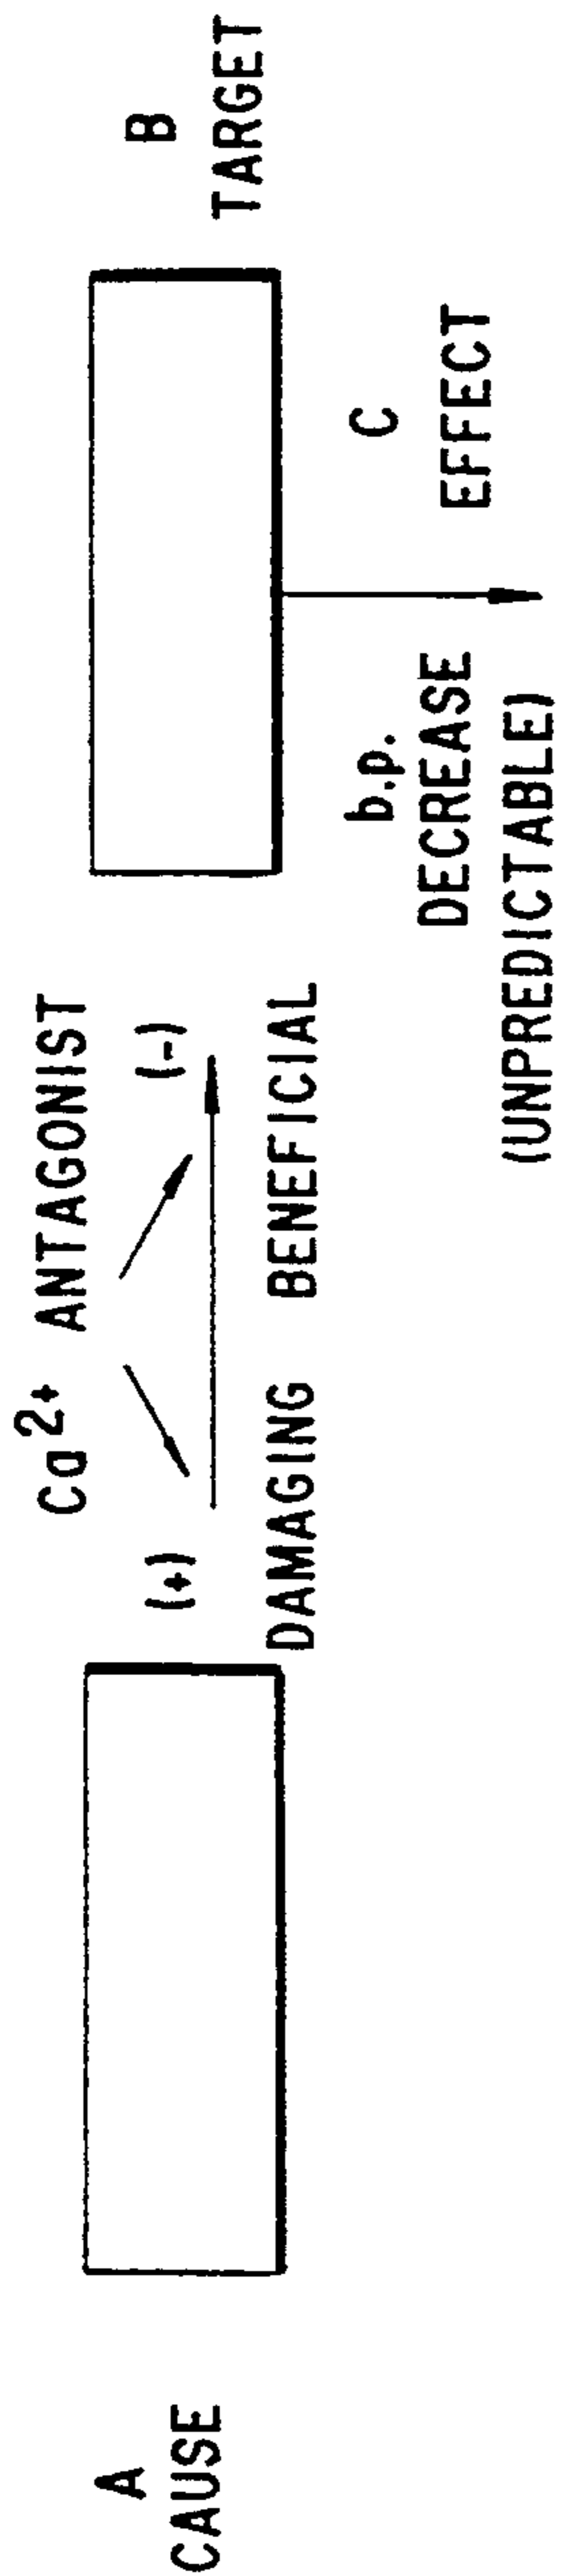 A
CAUSE
Ca²⁺ ANTAGONIST
(+)
(-)
DAMAGING BENEFICIAL
B
TARGET
b.p.
DECREASE
(UNPREDICTABLE)
C
EFFECT